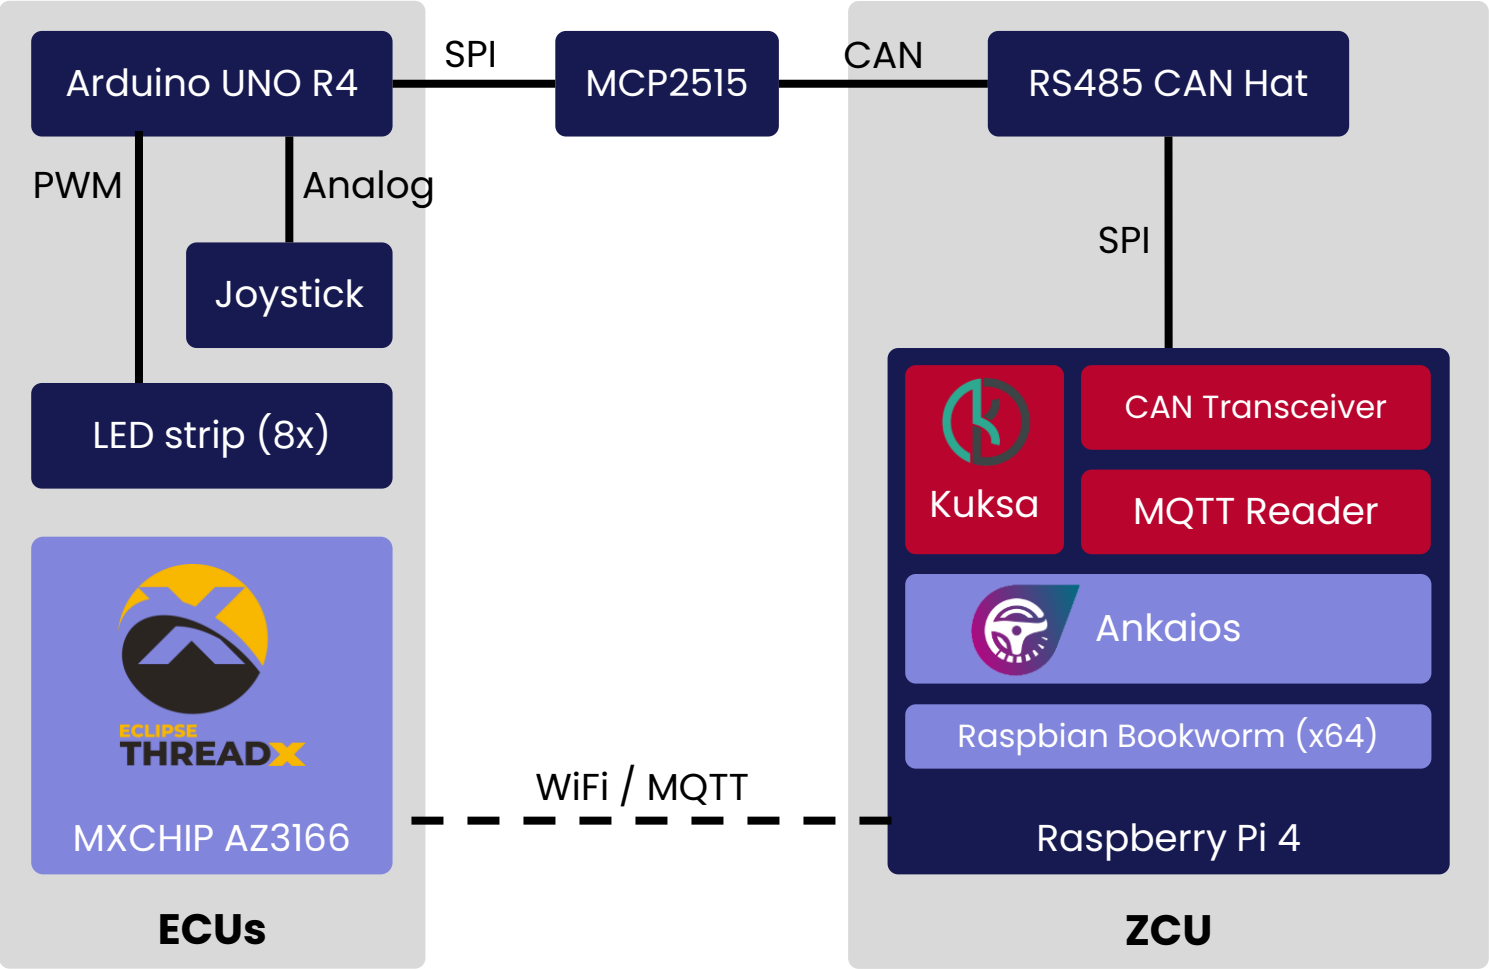 Arduino UNO R4
SPI
MCP2515
CAN
RS485 CAN Hat
PWM
Analog
Joystick
LED strip (8x)
ECLIPSE
THREADX
MXCHIP AZ3166
ECUs
WiFi / MQTT
SPI
Kuksa
CAN Transceiver
MQTT Reader
Ankaios
Raspbian Bookworm (x64)
Raspberry Pi 4
ZCU